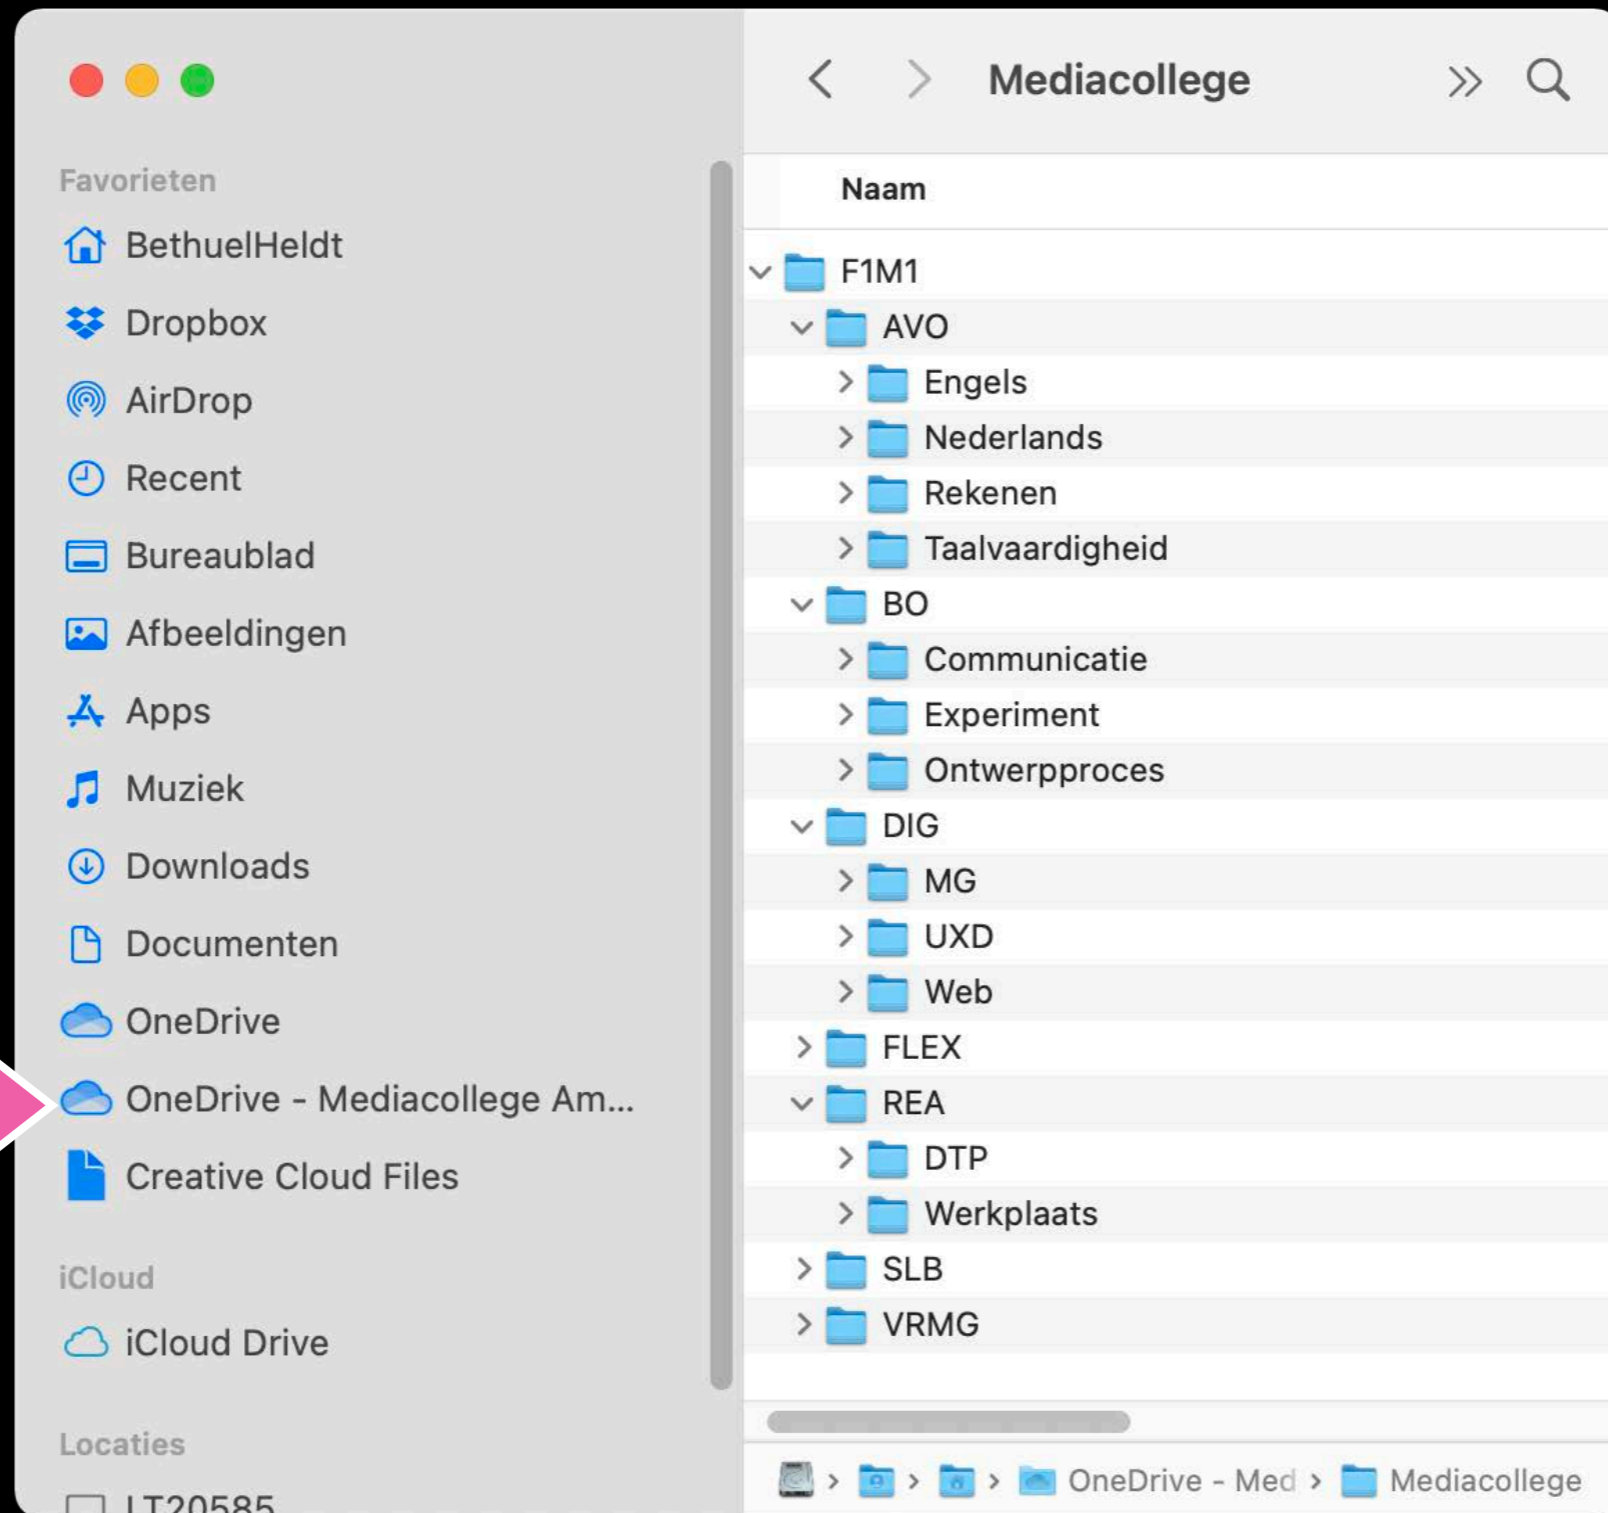 Favorieten
BethuelHeldt
Dropbox
AirDrop
Recent
Bureaublad
Afbeeldingen
Apps
Muziek
Downloads
Documenten
OneDrive
OneDrive - Mediacollege Am...
Creative Cloud Files
iCloud
iCloud Drive
Locaties
LT20585
Mediacollege
Naam
F1M1
AVO
Engels
Nederlands
Rekenen
Taalvaardigheid
BO
Communicatie
Experiment
Ontwerpproces
DIG
MG
UXD
Web
FLEX
REA
DTP
Werkplaats
SLB
VRMG
OneDrive - Med › Mediacollege